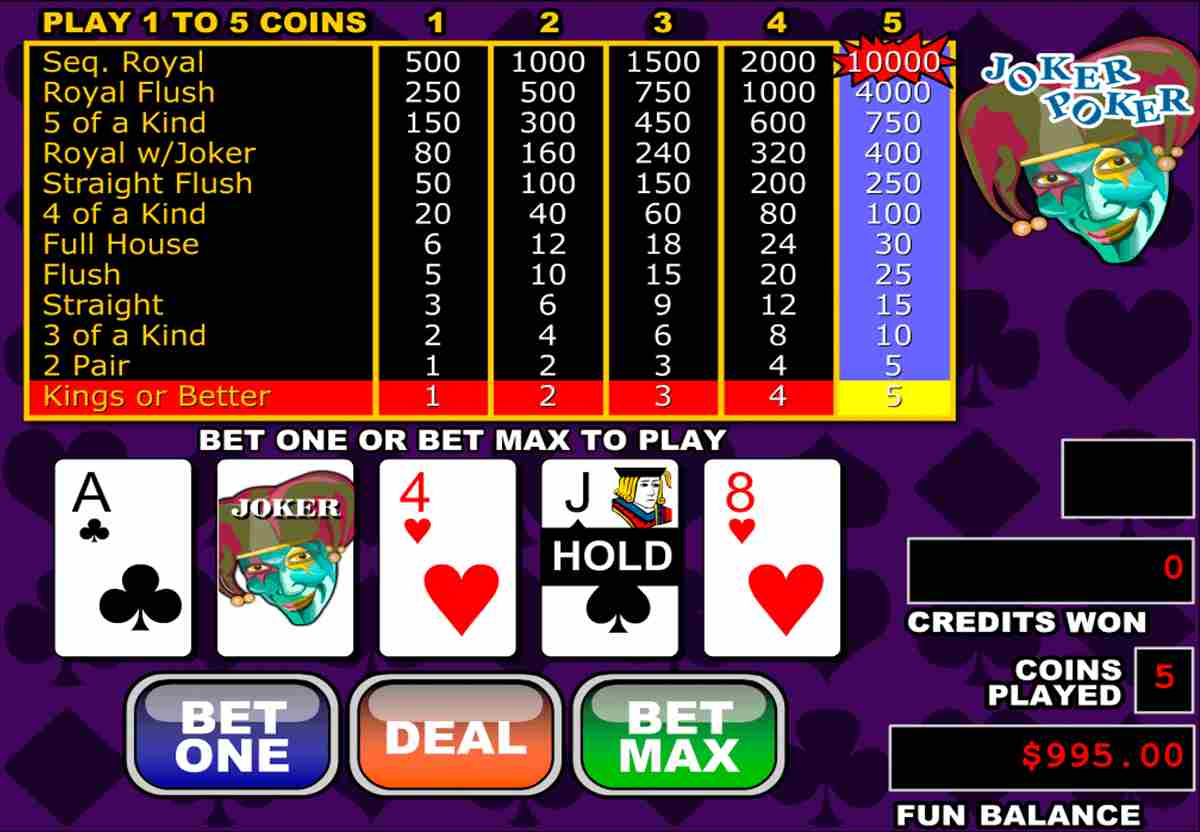 PLAY 1 TO 5 COINS 1 2 3 4 5
Seq. Royal 500 1000 1500 2000 10000
Royal Flush 250 500 750 1000 4000
5 of a Kind 150 300 450 600 750
Royal w/Joker 80 160 240 320 400
Straight Flush 50 100 150 200 250
4 of a Kind 20 40 60 80 100
Full House 6 12 18 24 30
Flush 5 10 15 20 25
Straight 3 6 9 12 15
3 of a Kind 2 4 6 8 10
2 Pair 1 2 3 4 5
Kings or Better 1 2 3 4 5
JOKER
POKER
BET ONE OR BET MAX TO PLAY
A
JOKER
4
J
HOLD
8
0
CREDITS WON
COINS
PLAYED
5
BET
ONE
DEAL
BET
MAX
$995.00
FUN BALANCE